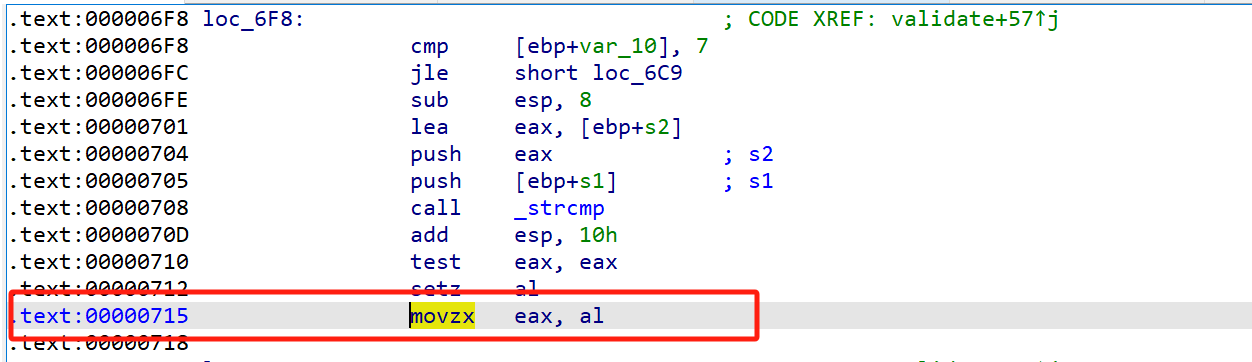 .text:000006F8 loc_6F8: ; CODE XREF: validate+57↑j
.text:000006F8 cmp [ebp+var_10], 7
.text:000006FC jle short loc_6C9
.text:000006FE sub esp, 8
.text:00000701 lea eax, [ebp+s2]
.text:00000704 push eax ; s2
.text:00000705 push [ebp+s1] ; s1
.text:00000708 call _strcmp
.text:0000070D add esp, 10h
.text:00000710 test eax, eax
.text:00000712 setz al
.text:00000715 movzx eax, al
.text:00000718